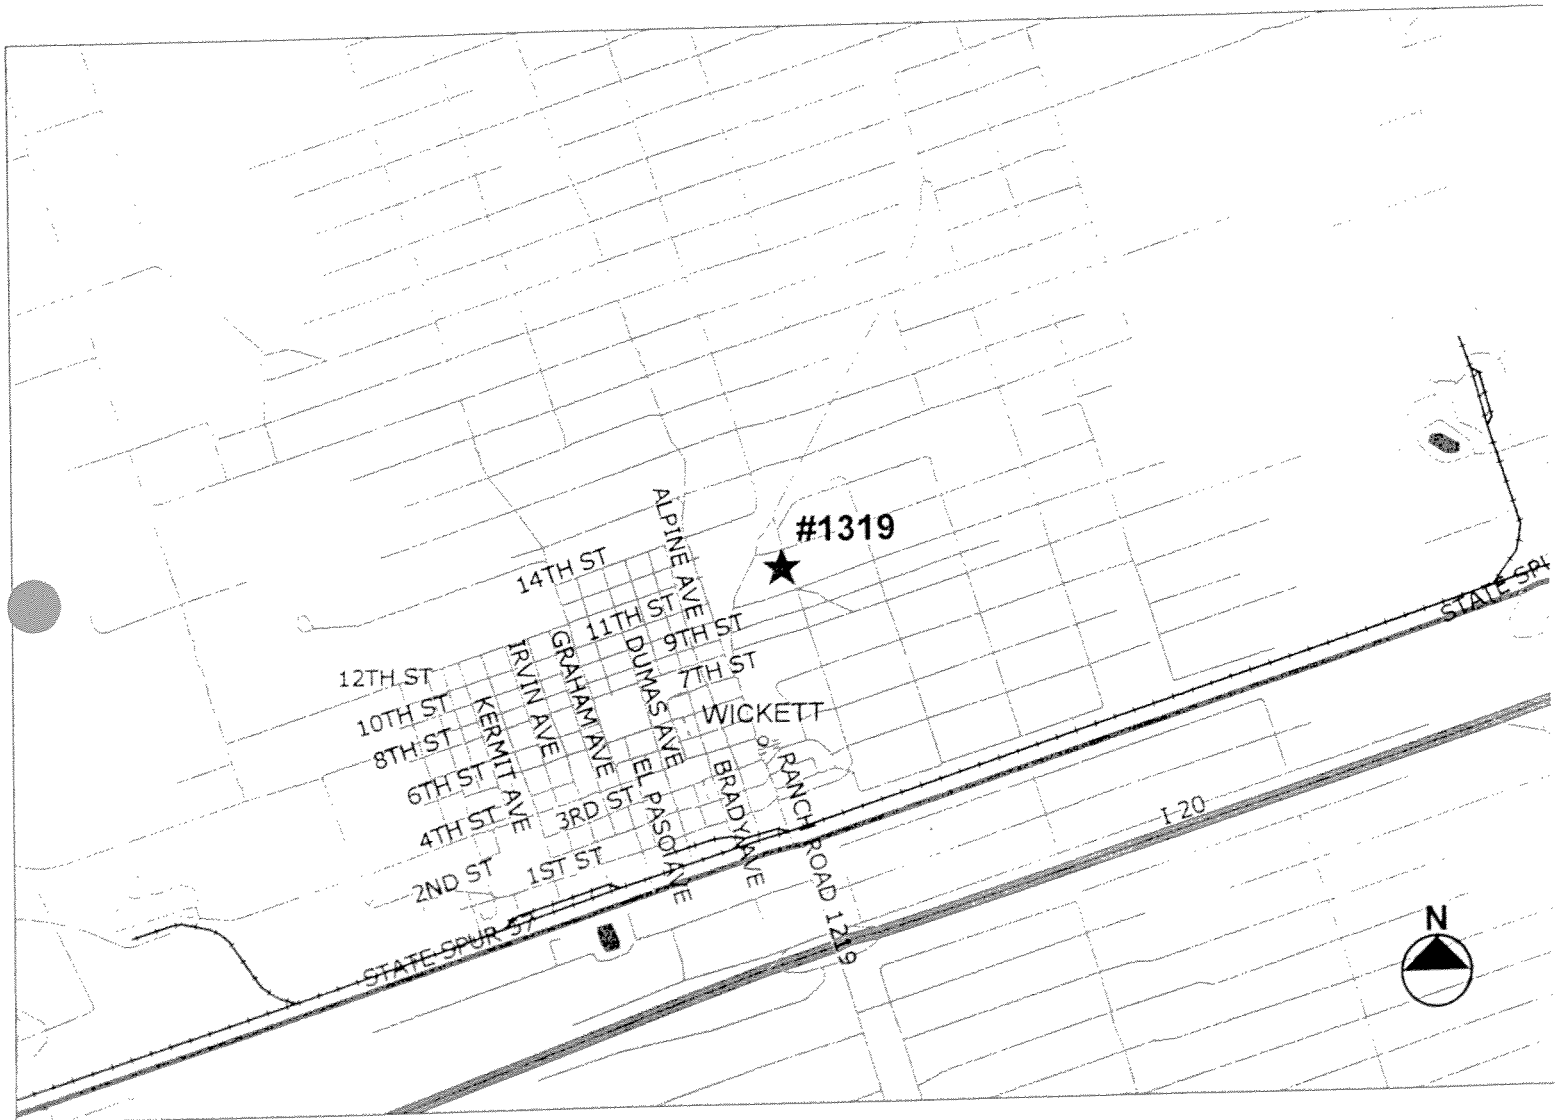 #1319
ALPINE AVE
14TH ST
11TH ST
9TH ST
7TH ST
12TH ST
10TH ST
8TH ST
6TH ST
4TH ST
2ND ST
IRVIN AVE
GRAHAM AVE
DUMAS AVE
KERMIT AVE
WICKETT
EL PASO AVE
BRADY AVE
RANCH ROAD 1219
3RD ST
1ST ST
STATE SPUR 57
STATE SPU
I-20
N